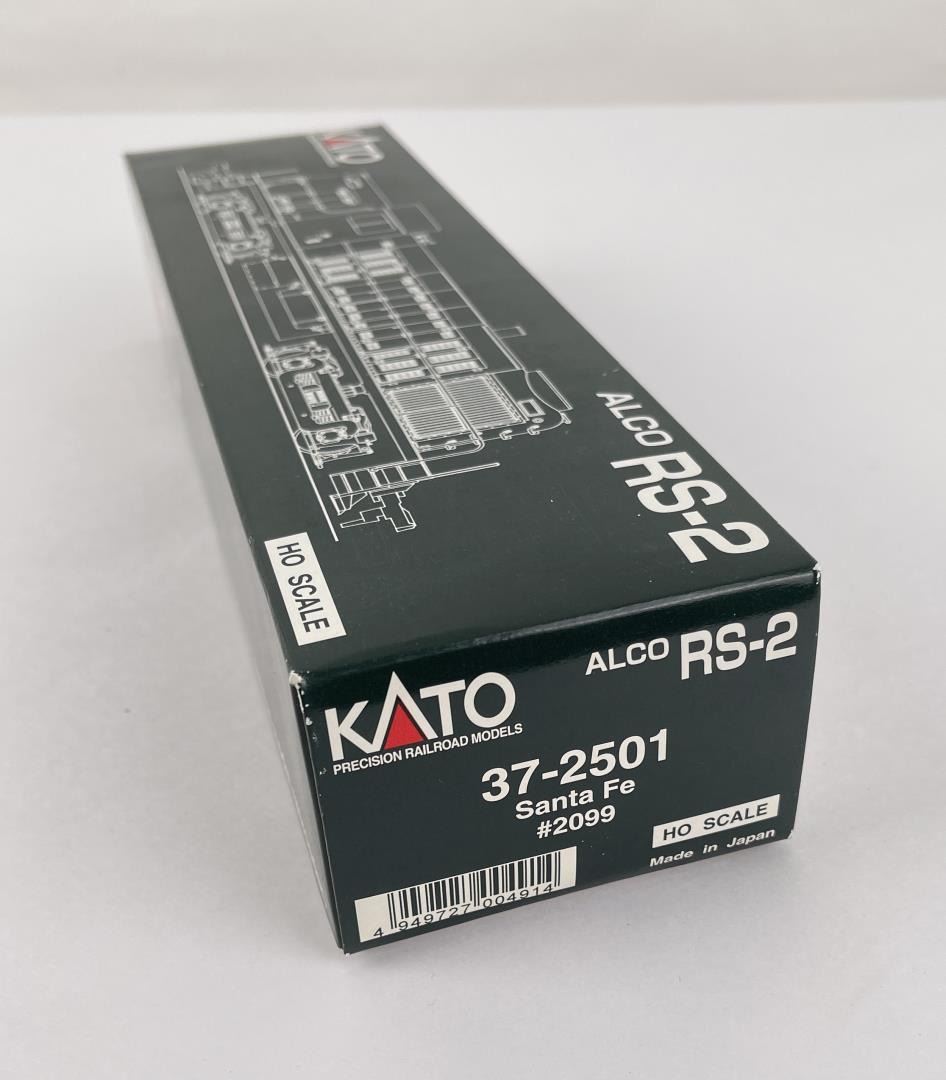 KATO
ALCO RS-2
HO SCALE
ALCO RS-2
KATO
PRECISION RAILROAD MODELS
37-2501
Santa Fe
#2099
HO SCALE
Made in Japan
4 949727 004914